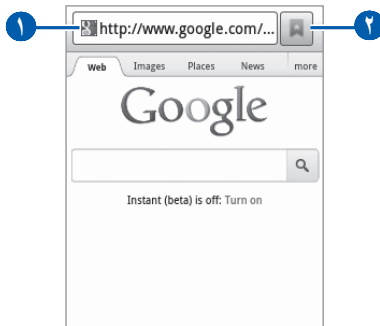 ١ http://www.google.com/... ٢
Web Images Places News more
Google
Instant (beta) is off: Turn on